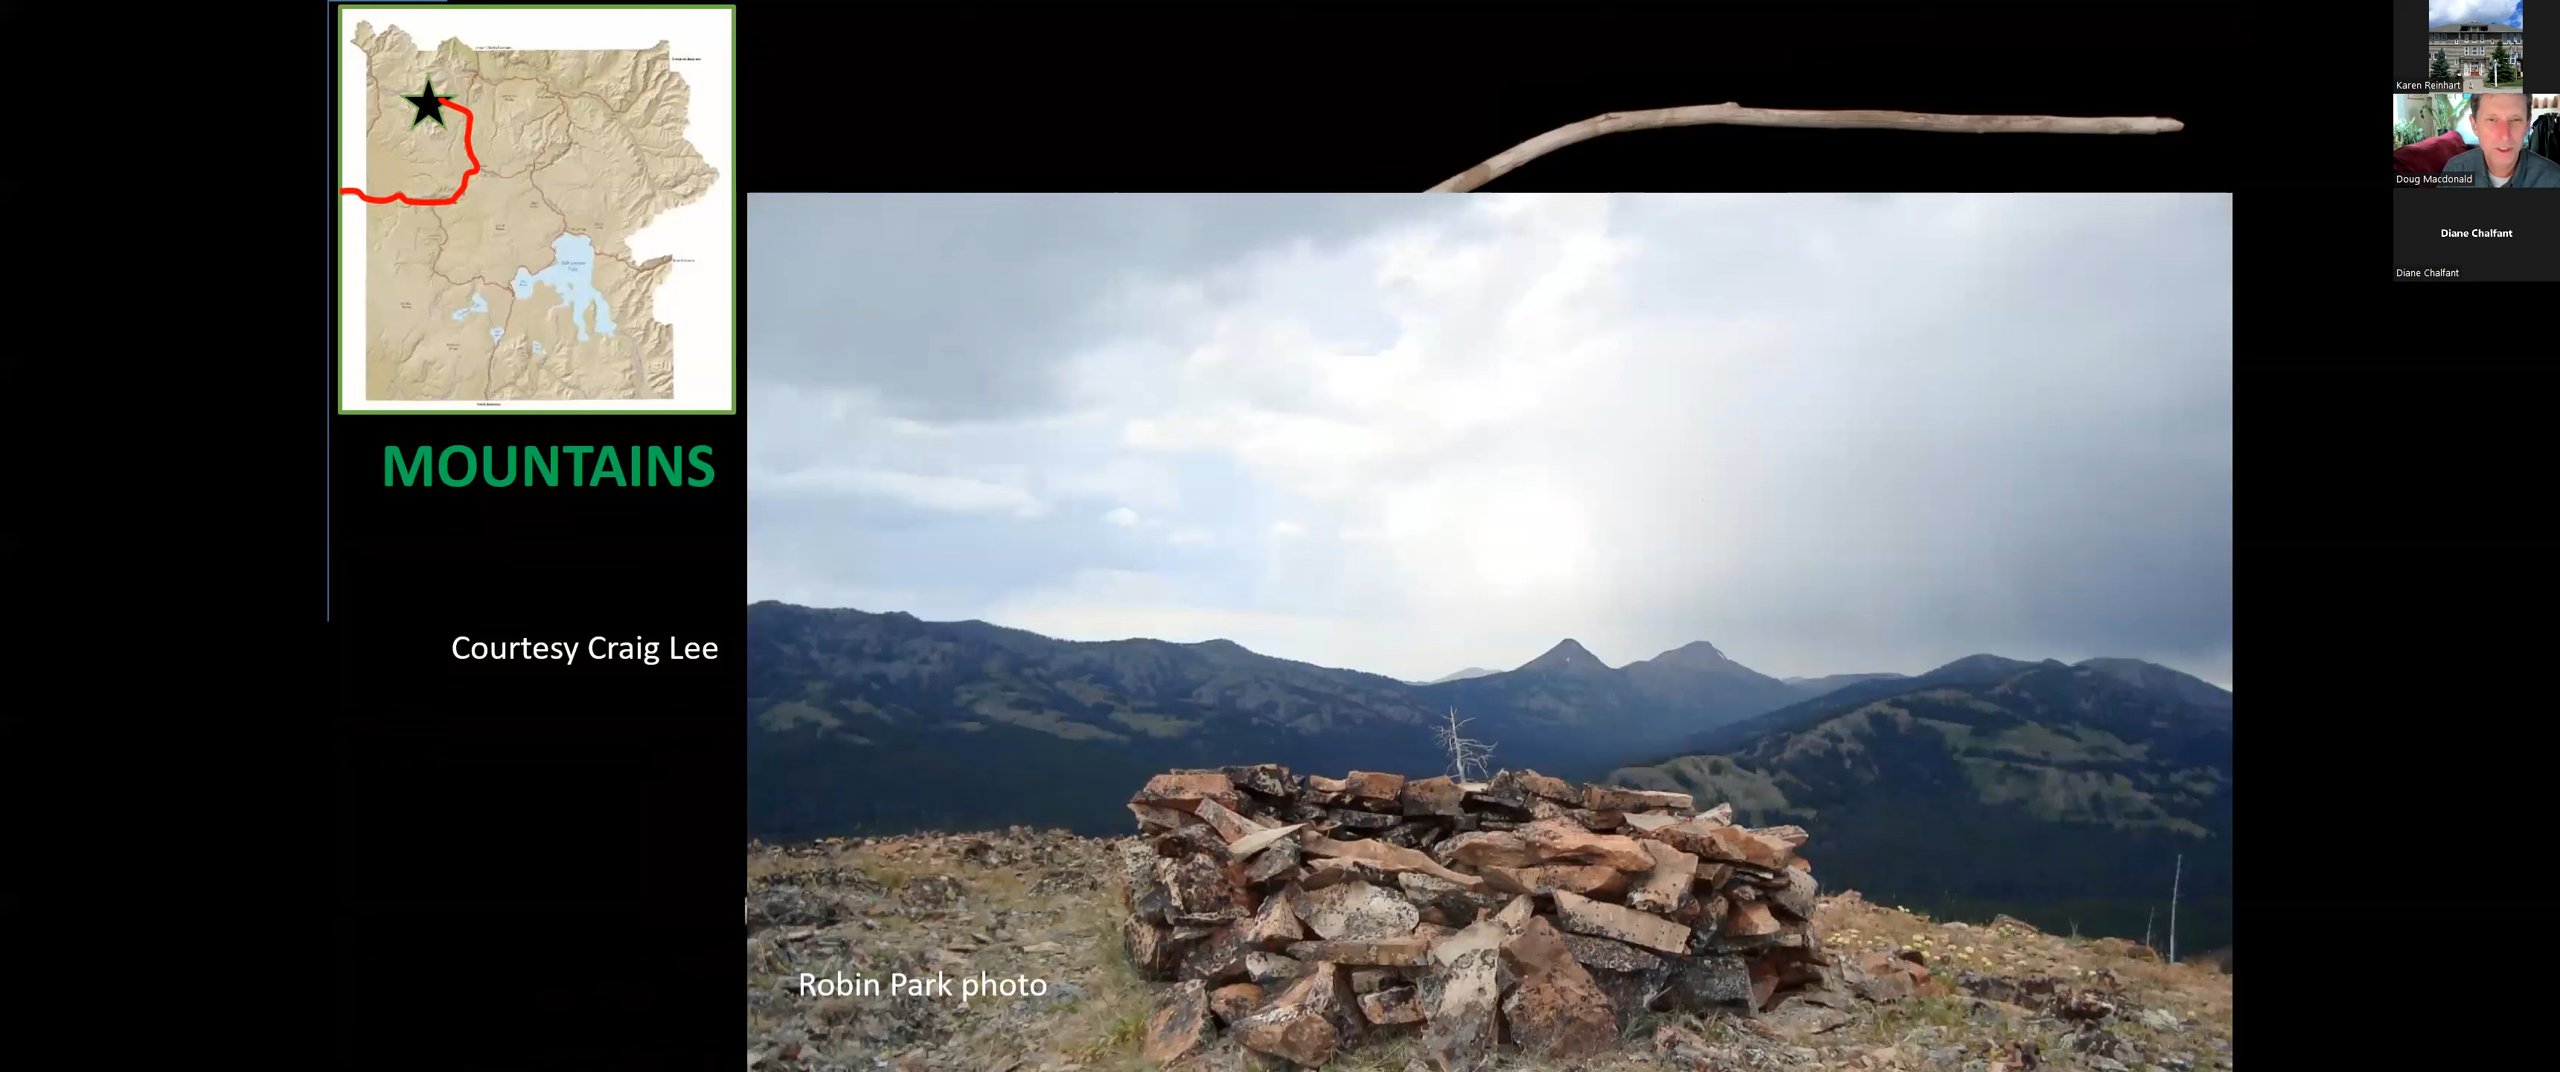 MOUNTAINS
Courtesy Craig Lee
Robin Park photo
Karen Reinhart
Doug Macdonald
Diane Chalfant
Diane Chalfant